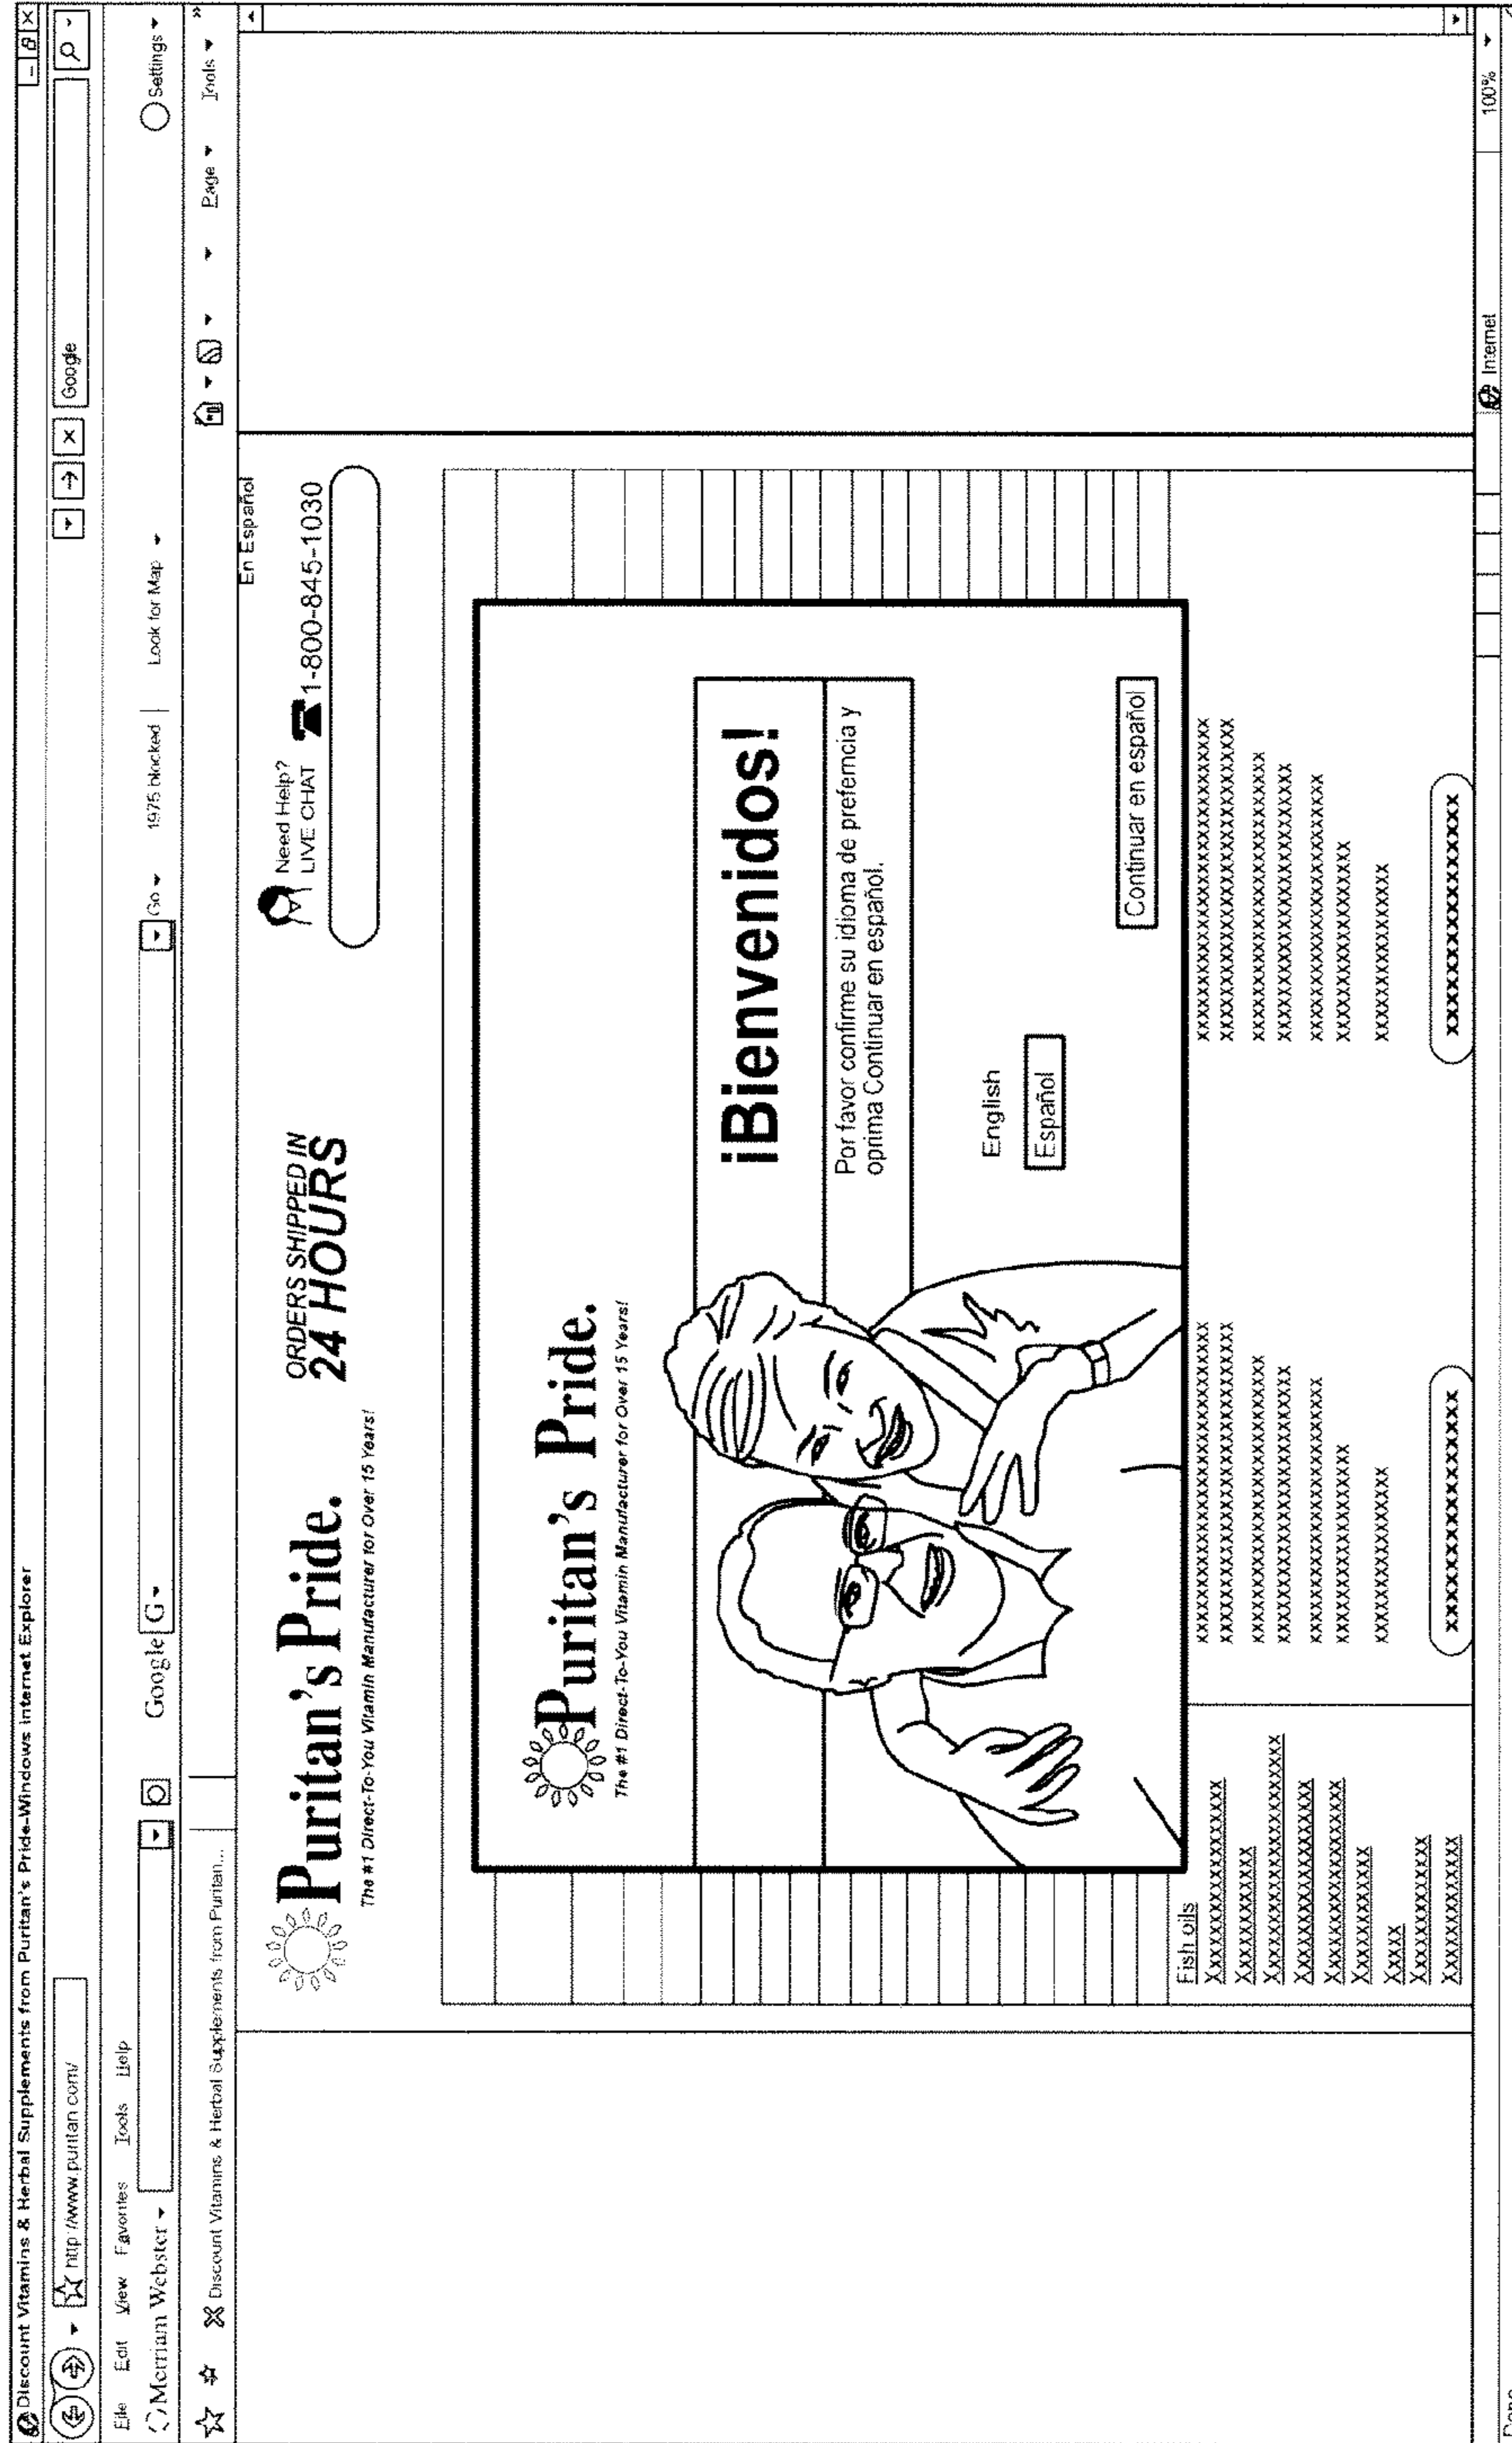 Discount Vitamins & Herbal Supplements from Puritan's Pride-Windows Internet Explorer
http://www.puritan.com/
Google
File Edit View Favorites Tools Help
Merriam Webster
Google G Go 1975 blocked Look for Map Settings
Discount Vitamins & Herbal Supplements from Puritan...
Page Tools »
En Español
Puritan's Pride.
The #1 Direct-To-You Vitamin Manufacturer for Over 15 Years!
ORDERS SHIPPED IN
24 HOURS
Need Help?
LIVE CHAT
1-800-845-1030
Puritan's Pride.
The #1 Direct-To-You Vitamin Manufacturer for Over 15 Years!
¡Bienvenidos!
Por favor confirme su idioma de preferncia y
oprima Continuar en español.
English
Español
Continuar en español
Fish oils
Done
Internet
100%